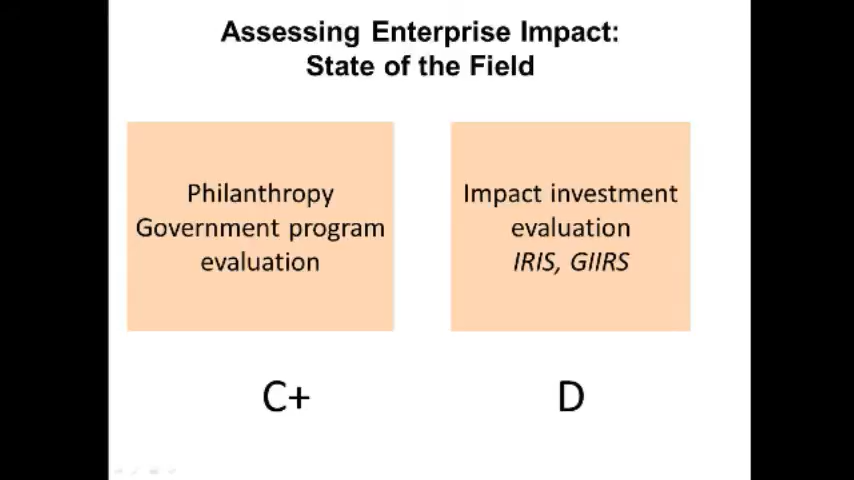 Assessing Enterprise Impact:
State of the Field
Philanthropy
Government program
evaluation
Impact investment
evaluation
IRIS, GIIRS
C+
D